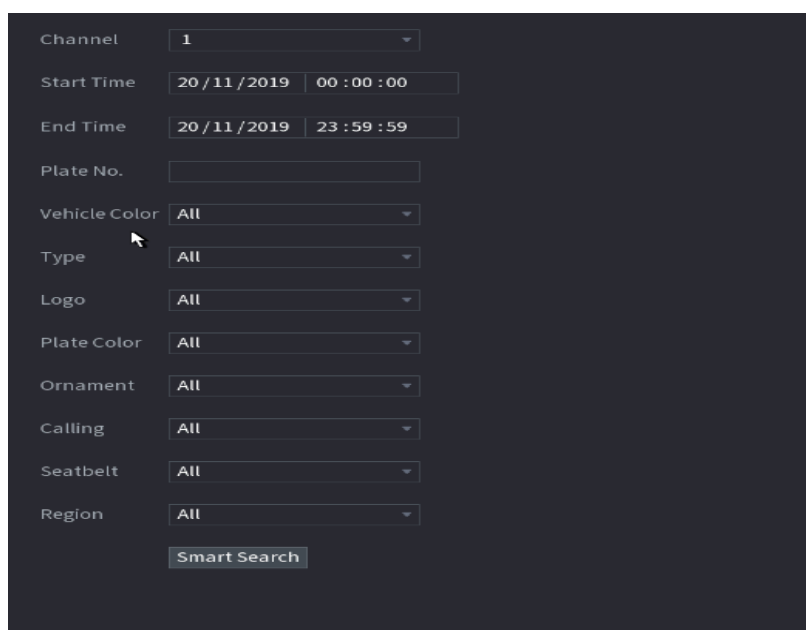 Channel 1
Start Time 20/11/2019 00:00:00
End Time 20/11/2019 23:59:59
Plate No.
Vehicle Color All
Type All
Logo All
Plate Color All
Ornament All
Calling All
Seatbelt All
Region All
Smart Search